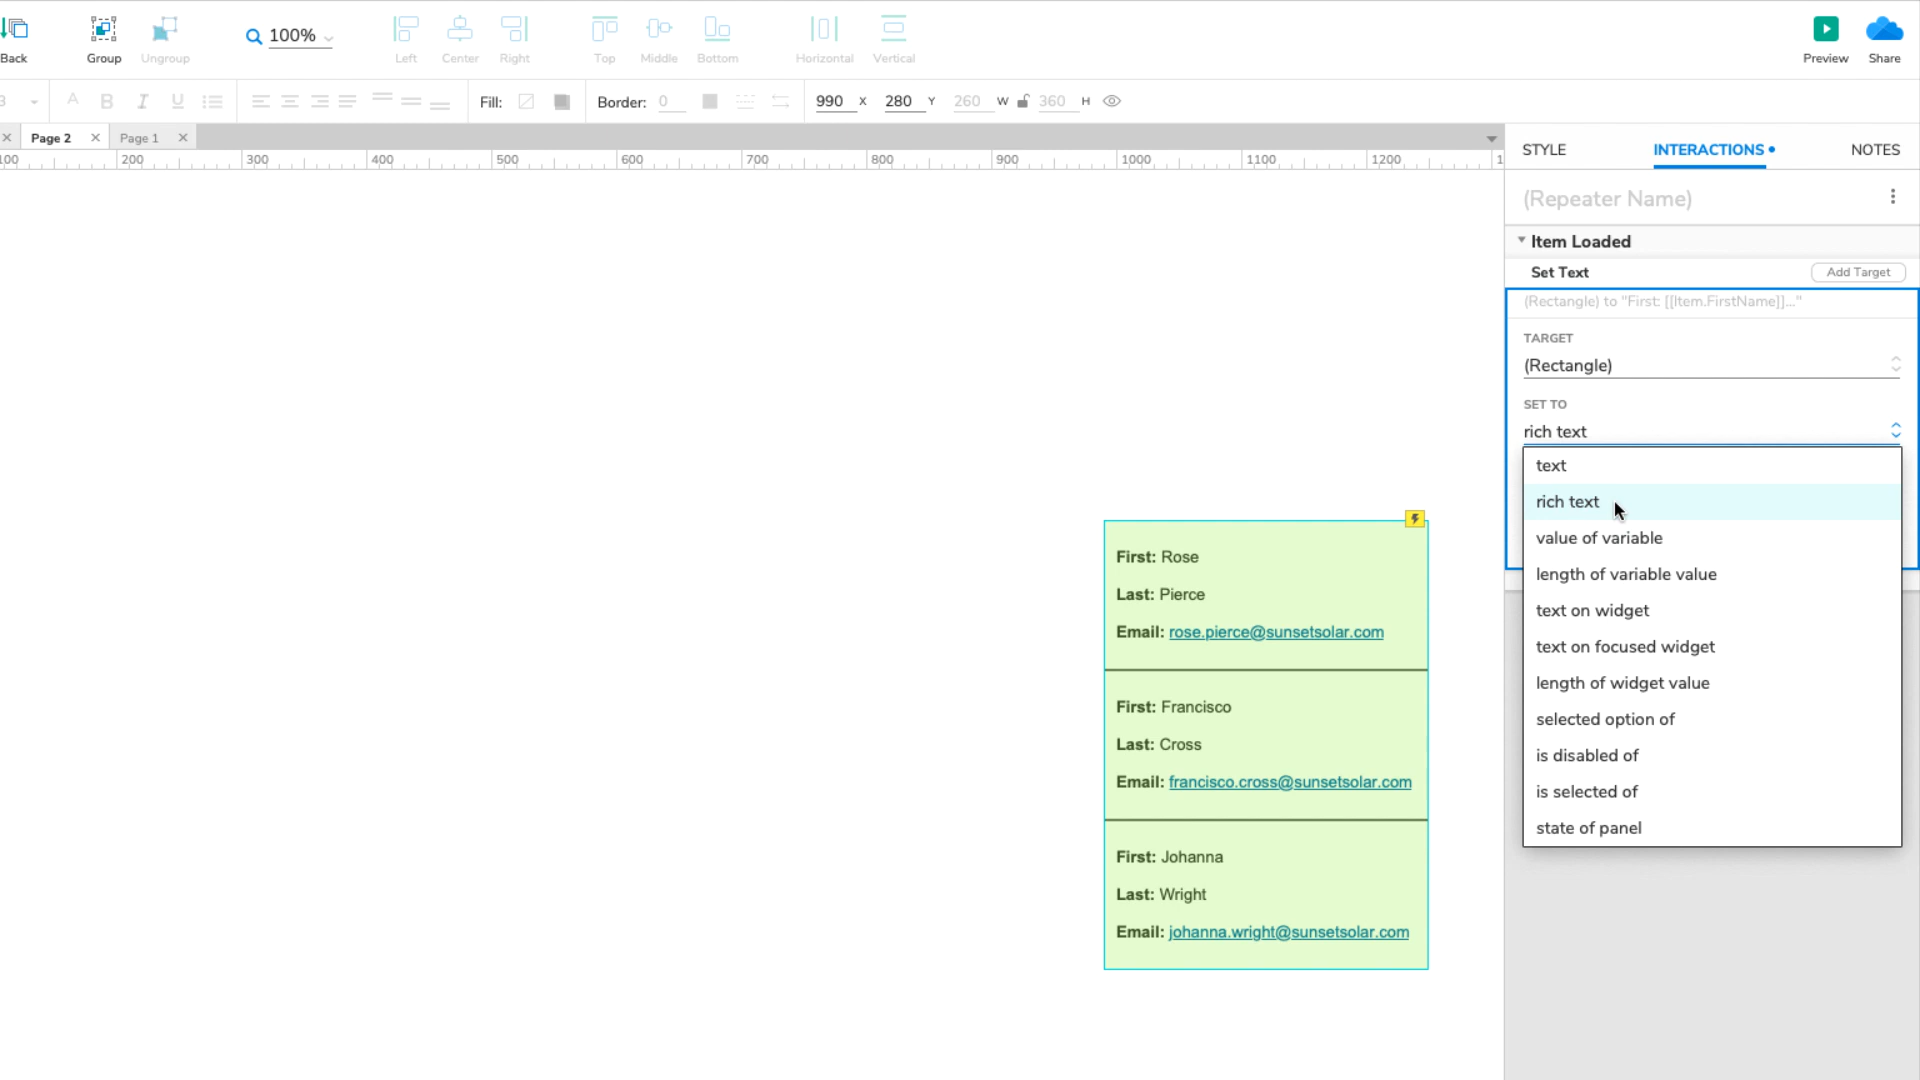 Back
Group
Ungroup
100%
Left
Center
Right
Top
Middle
Bottom
Horizontal
Vertical
Preview
Share
3
A B I U
Fill:
Border: 0
990 X 280 Y 260 W 360 H
Page 2
Page 1
100 200 300 400 500 600 700 800 900 1000 1100 1200 1
STYLE
INTERACTIONS
NOTES
(Repeater Name)
Item Loaded
Set Text
Add Target
(Rectangle) to "First: [[Item.FirstName]]..."
TARGET
(Rectangle)
SET TO
rich text
text
rich text
value of variable
length of variable value
text on widget
text on focused widget
length of widget value
selected option of
is disabled of
is selected of
state of panel
First: Rose
Last: Pierce
Email: rose.pierce@sunsetsolar.com
First: Francisco
Last: Cross
Email: francisco.cross@sunsetsolar.com
First: Johanna
Last: Wright
Email: johanna.wright@sunsetsolar.com